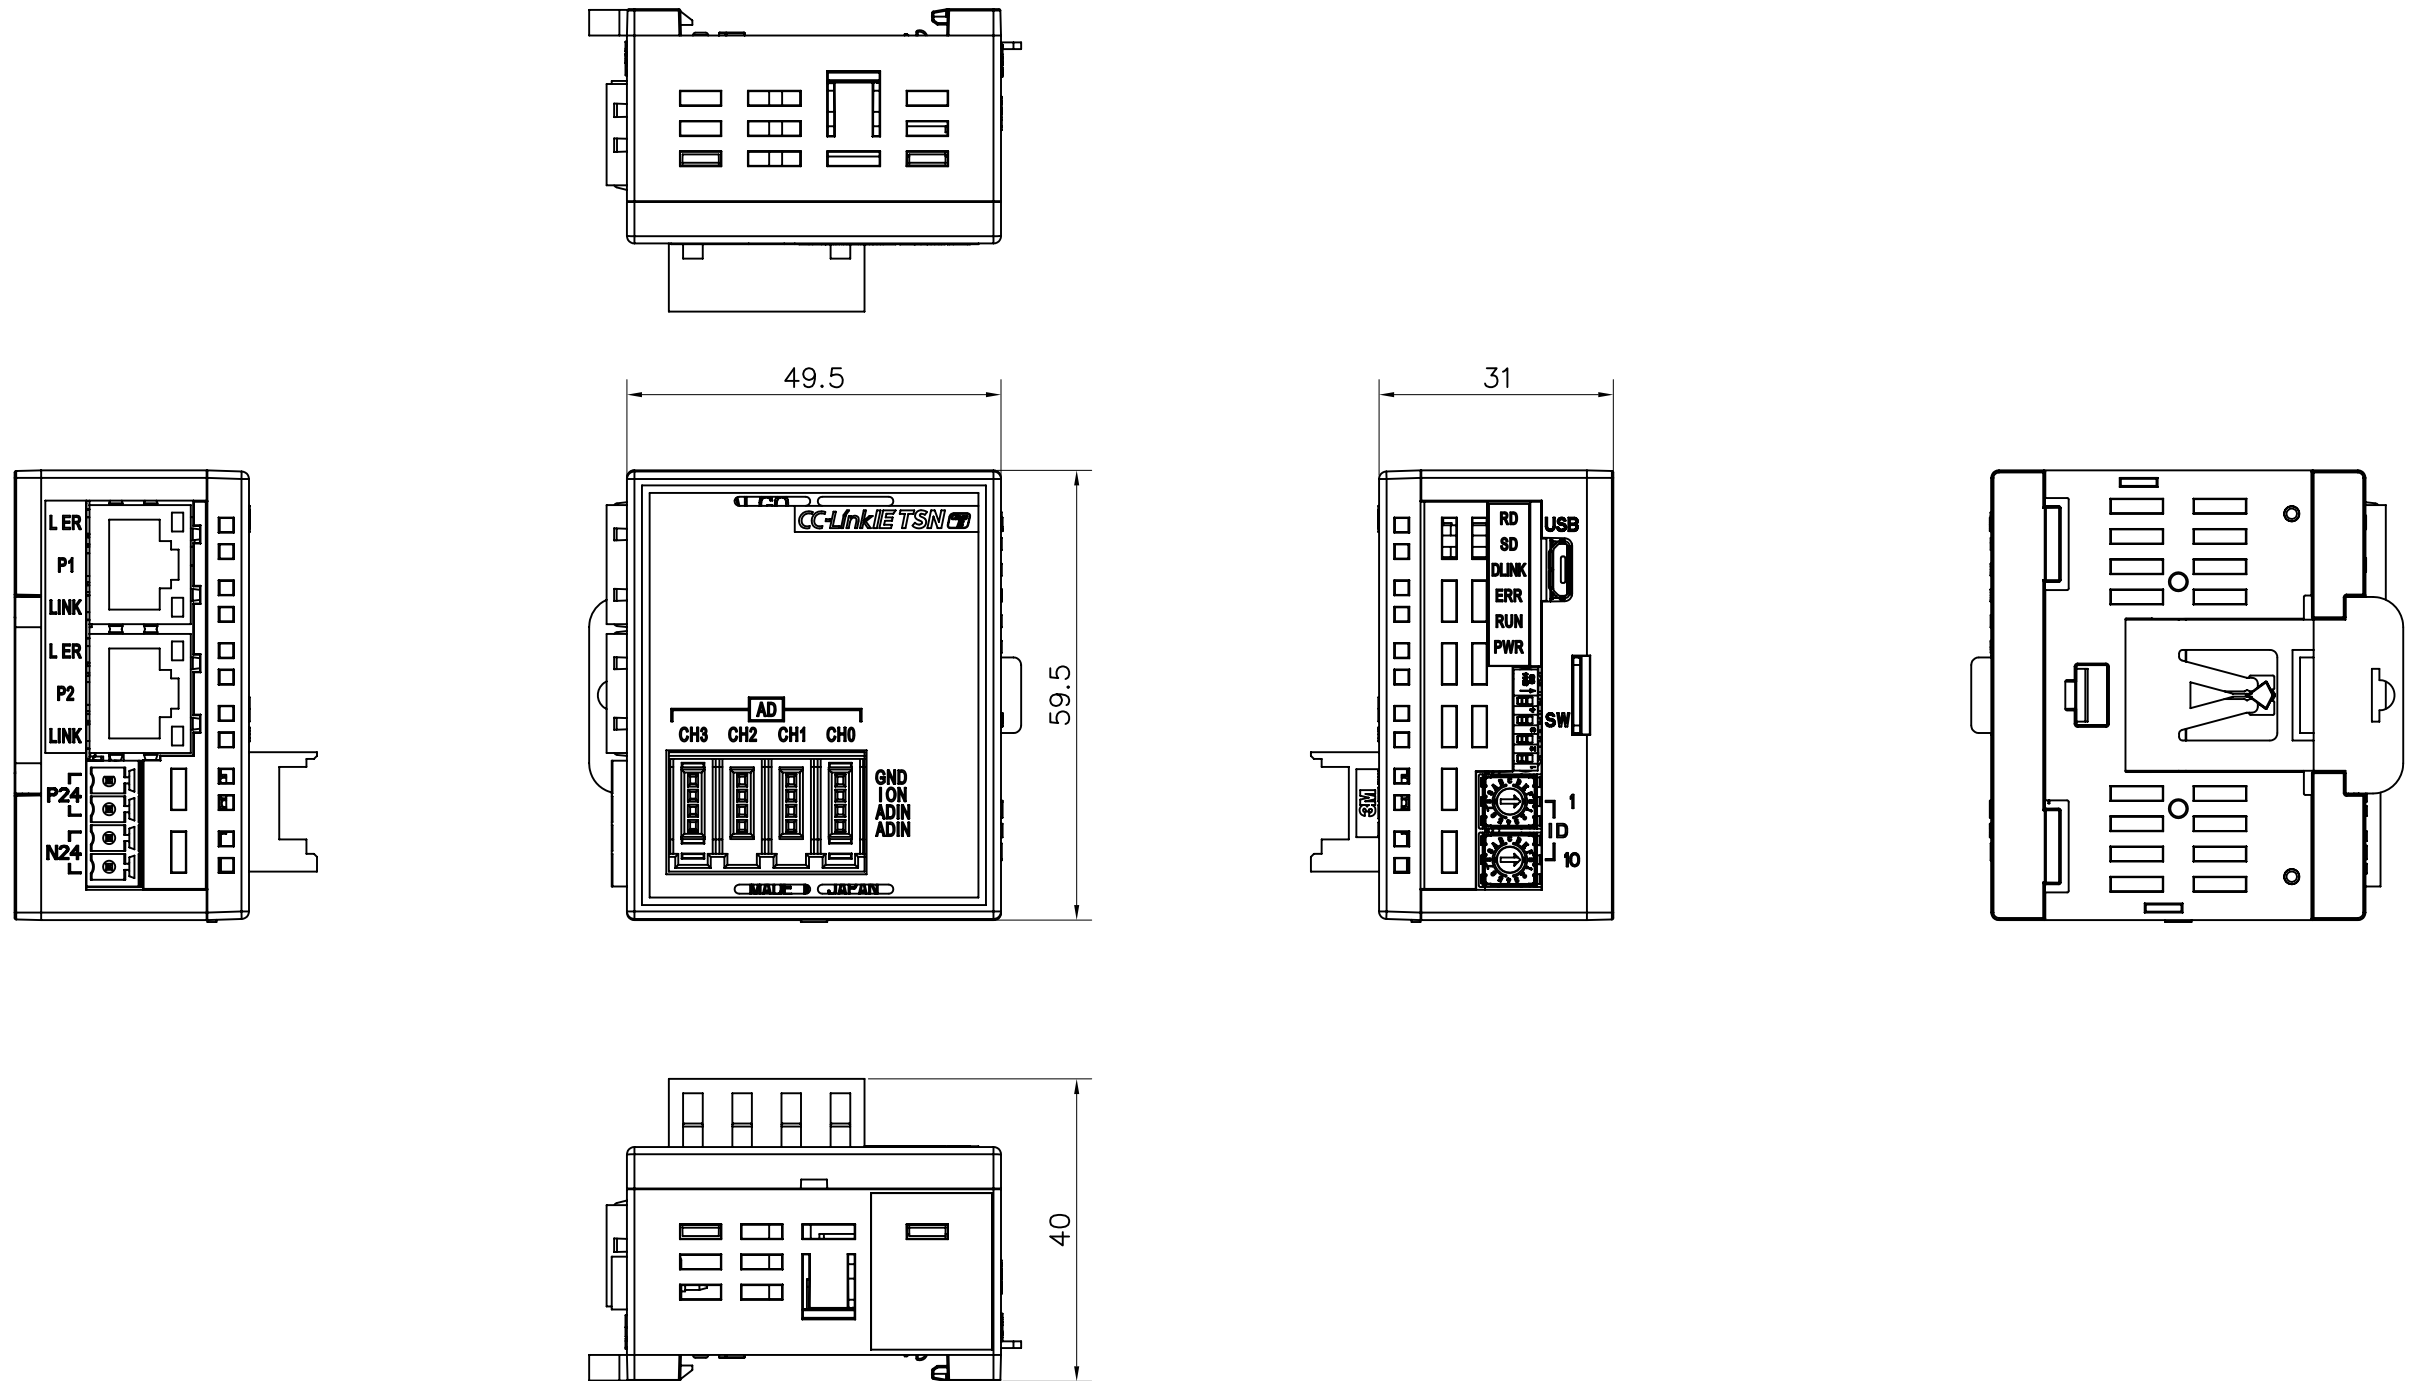 49.5
31
L ER
P1
LINK
L ER
P2
LINK
P24
N24
CC-Link IE TSN
59.5
AD
CH3 CH2 CH1 CH0
GND
ION
ADIN
ADIN
MADE JAPAN
RD
SD
DLINK
ERR
RUN
PWR
USB
SW
3M
1
ID
10
40